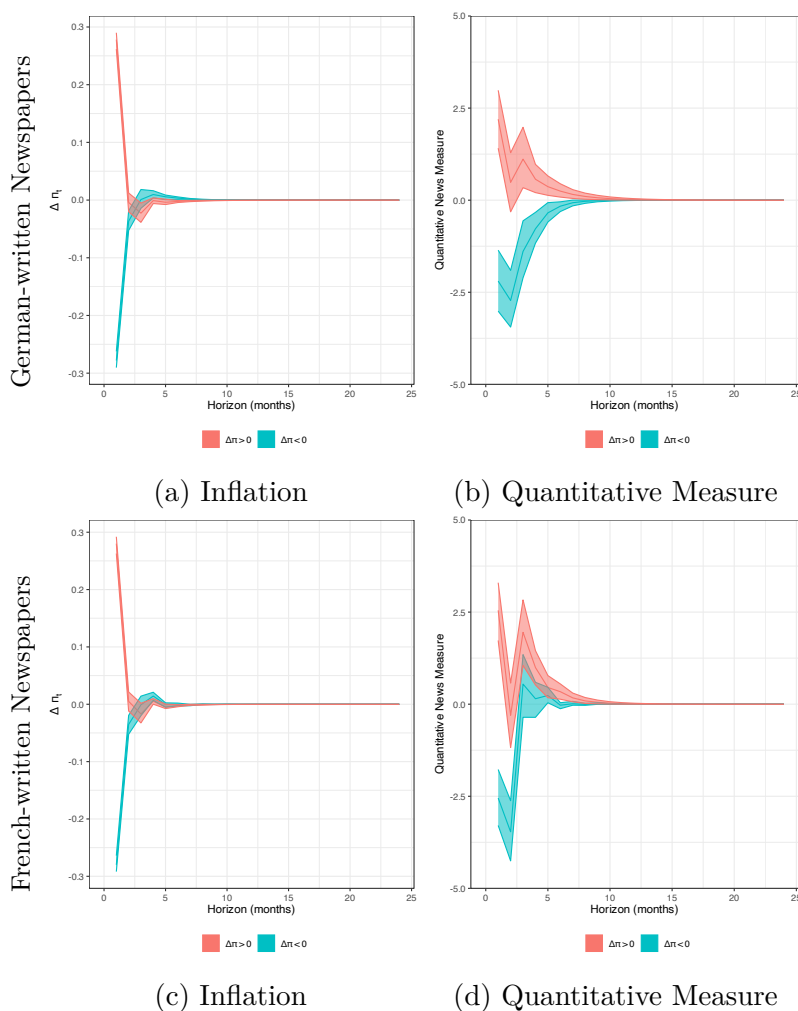 German-written Newspapers
0.3
0.2
0.1
0.0
-0.1
-0.2
-0.3
Δ nₜ
0 5 10 15 20 25
Horizon (months)
Δπ>0 Δπ<0
(a) Inflation
5.0
2.5
0.0
-2.5
-5.0
Quantitative News Measure
0 5 10 15 20 25
Horizon (months)
Δπ>0 Δπ<0
(b) Quantitative Measure
French-written Newspapers
0.3
0.2
0.1
0.0
-0.1
-0.2
-0.3
Δ nₜ
0 5 10 15 20 25
Horizon (months)
Δπ>0 Δπ<0
(c) Inflation
5.0
2.5
0.0
-2.5
-5.0
Quantitative News Measure
0 5 10 15 20 25
Horizon (months)
Δπ>0 Δπ<0
(d) Quantitative Measure